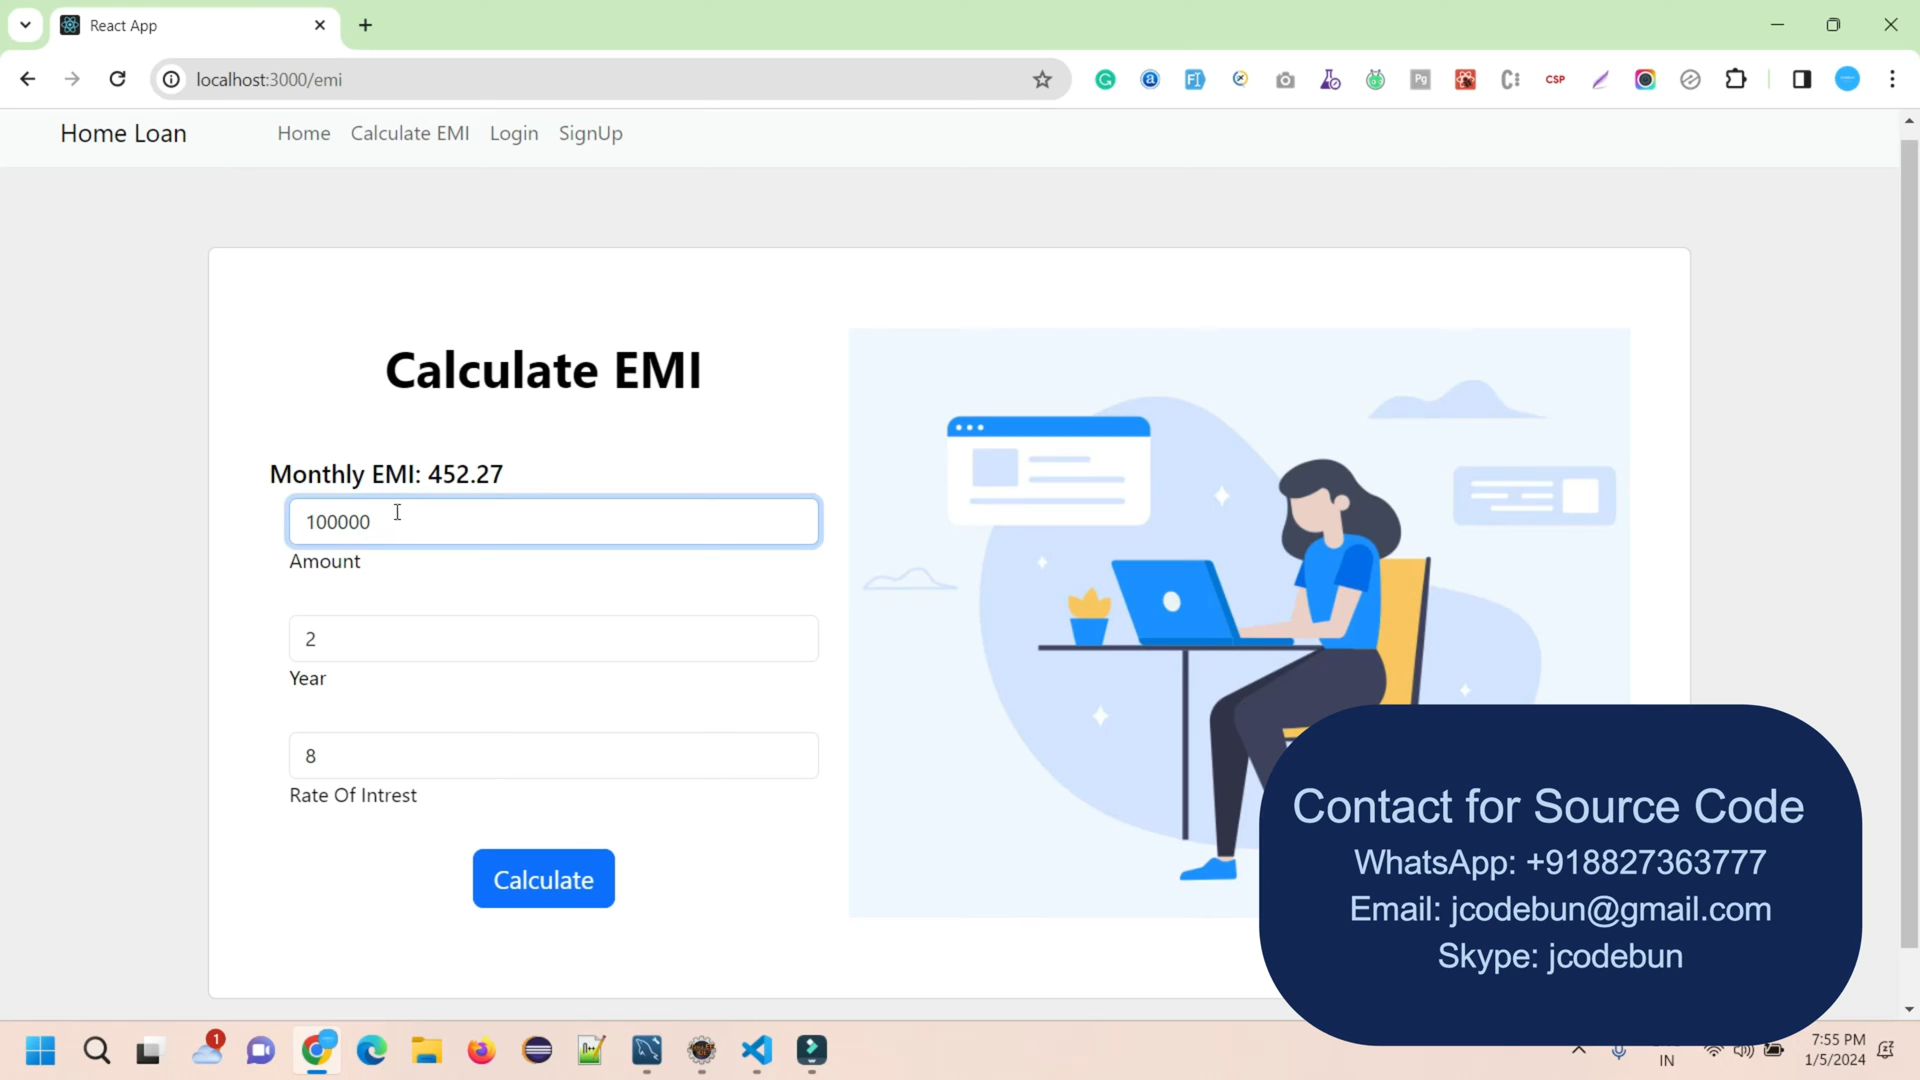 React App
localhost:3000/emi
CSP
Home Loan
Home
Calculate EMI
Login
SignUp
Calculate EMI
Monthly EMI: 452.27
100000
Amount
2
Year
8
Rate Of Intrest
Calculate
Contact for Source Code
WhatsApp: +918827363777
Email: jcodebun@gmail.com
Skype: jcodebun
1
IN
7:55 PM
1/5/2024